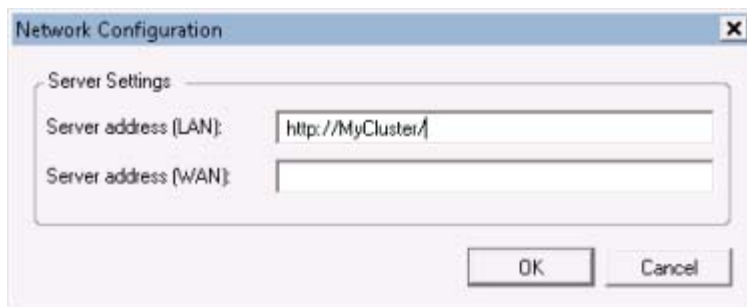 Network Configuration
Server Settings
Server address (LAN): http://MyCluster/
Server address (WAN):
OK Cancel